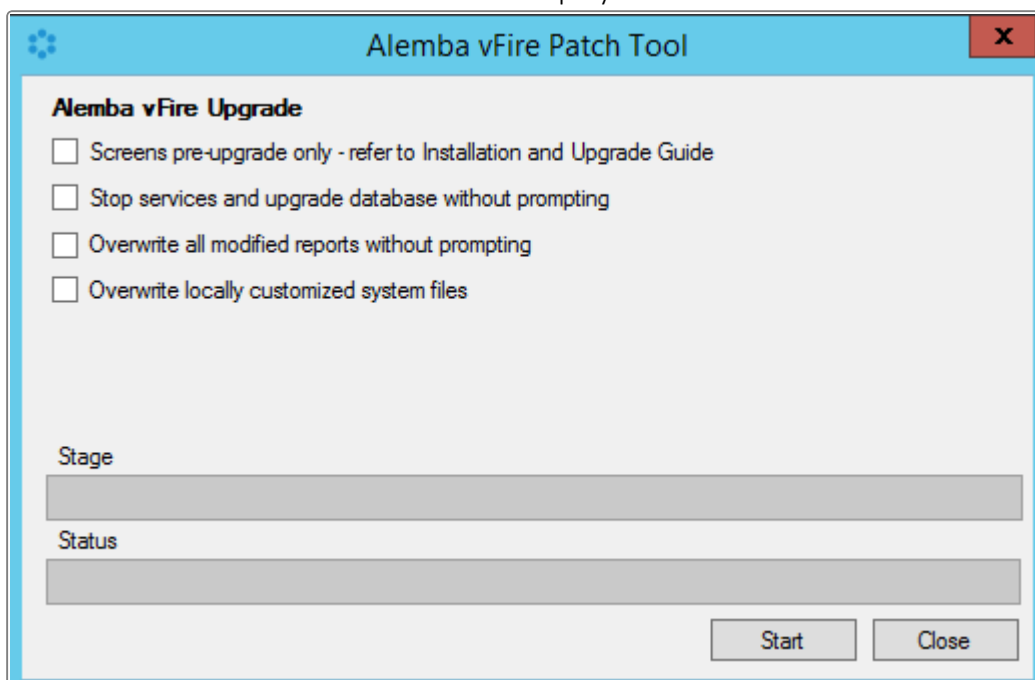 Alemba vFire Patch Tool
x
Alemba vFire Upgrade
Screens pre-upgrade only - refer to Installation and Upgrade Guide
Stop services and upgrade database without prompting
Overwrite all modified reports without prompting
Overwrite locally customized system files
Stage
Status
Start Close